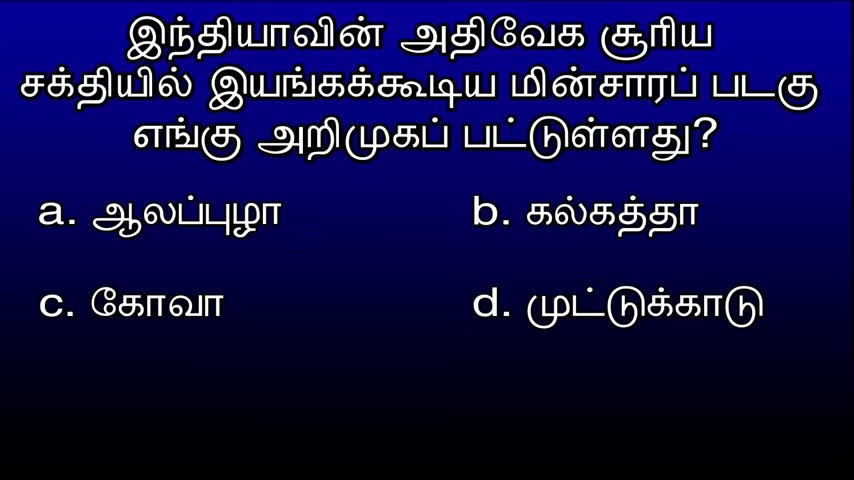 இந்தியாவின் அதிவேக சூரிய
சக்தியில் இயங்கக்கூடிய மின்சாரப் படகு
எங்கு அறிமுகப் பட்டுள்ளது?
a. ஆலப்புழா
b. கல்கத்தா
c. கோவா
d. முட்டுக்காடு